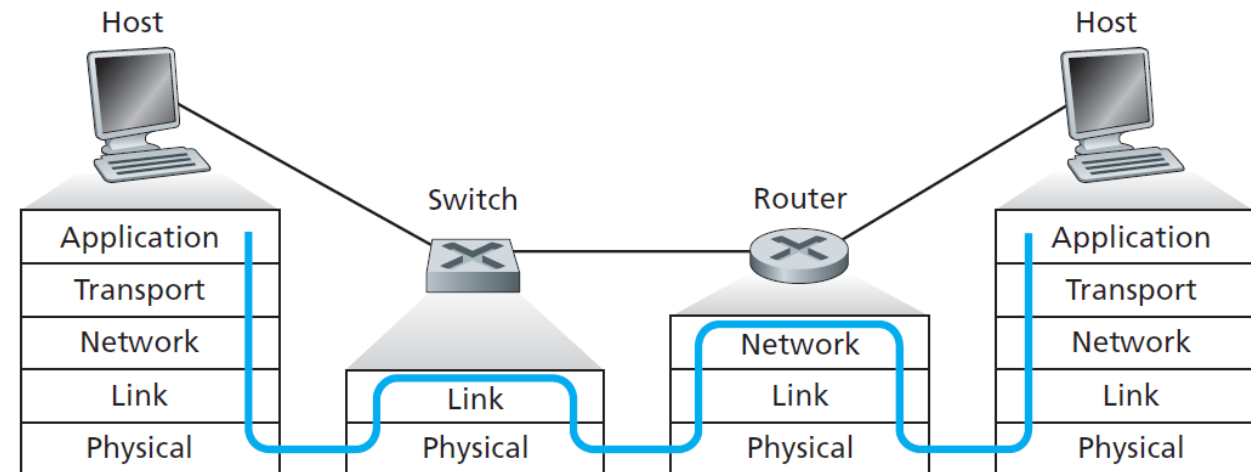 Host
Host
Switch
Router
Application
Transport
Network
Link
Physical
Link
Physical
Network
Link
Physical
Application
Transport
Network
Link
Physical